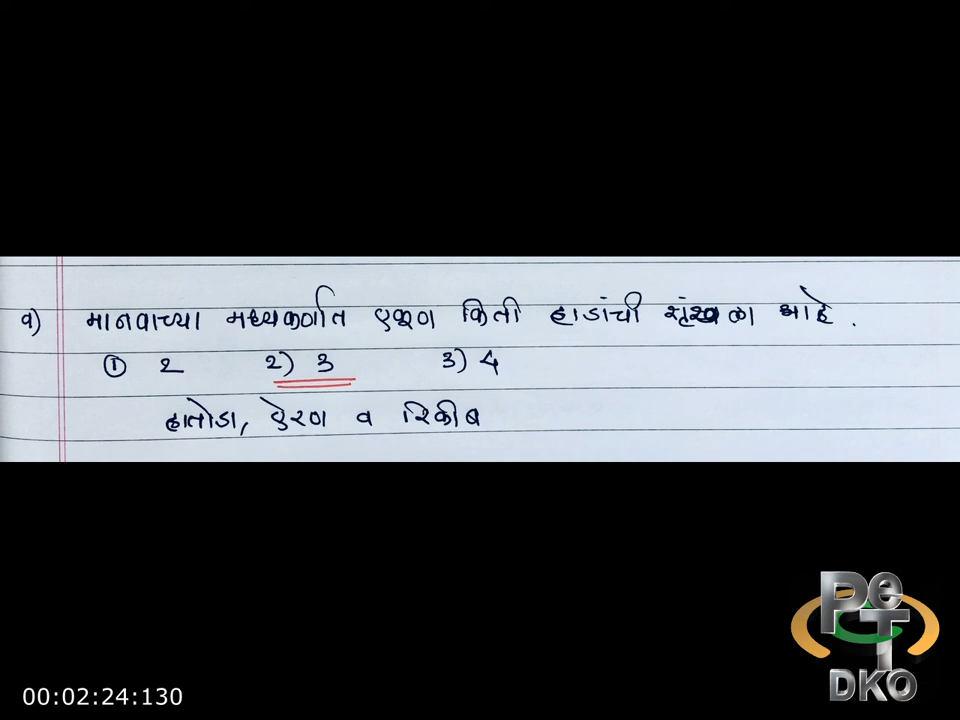 १) मानवाच्या मध्यकर्णात एकूण किती हाडांची शृंखला आहे.
① २ २) ३ ३) ४
हातोडा, ऐरण व रिकीब
PeT
DKO
00:02:24:130